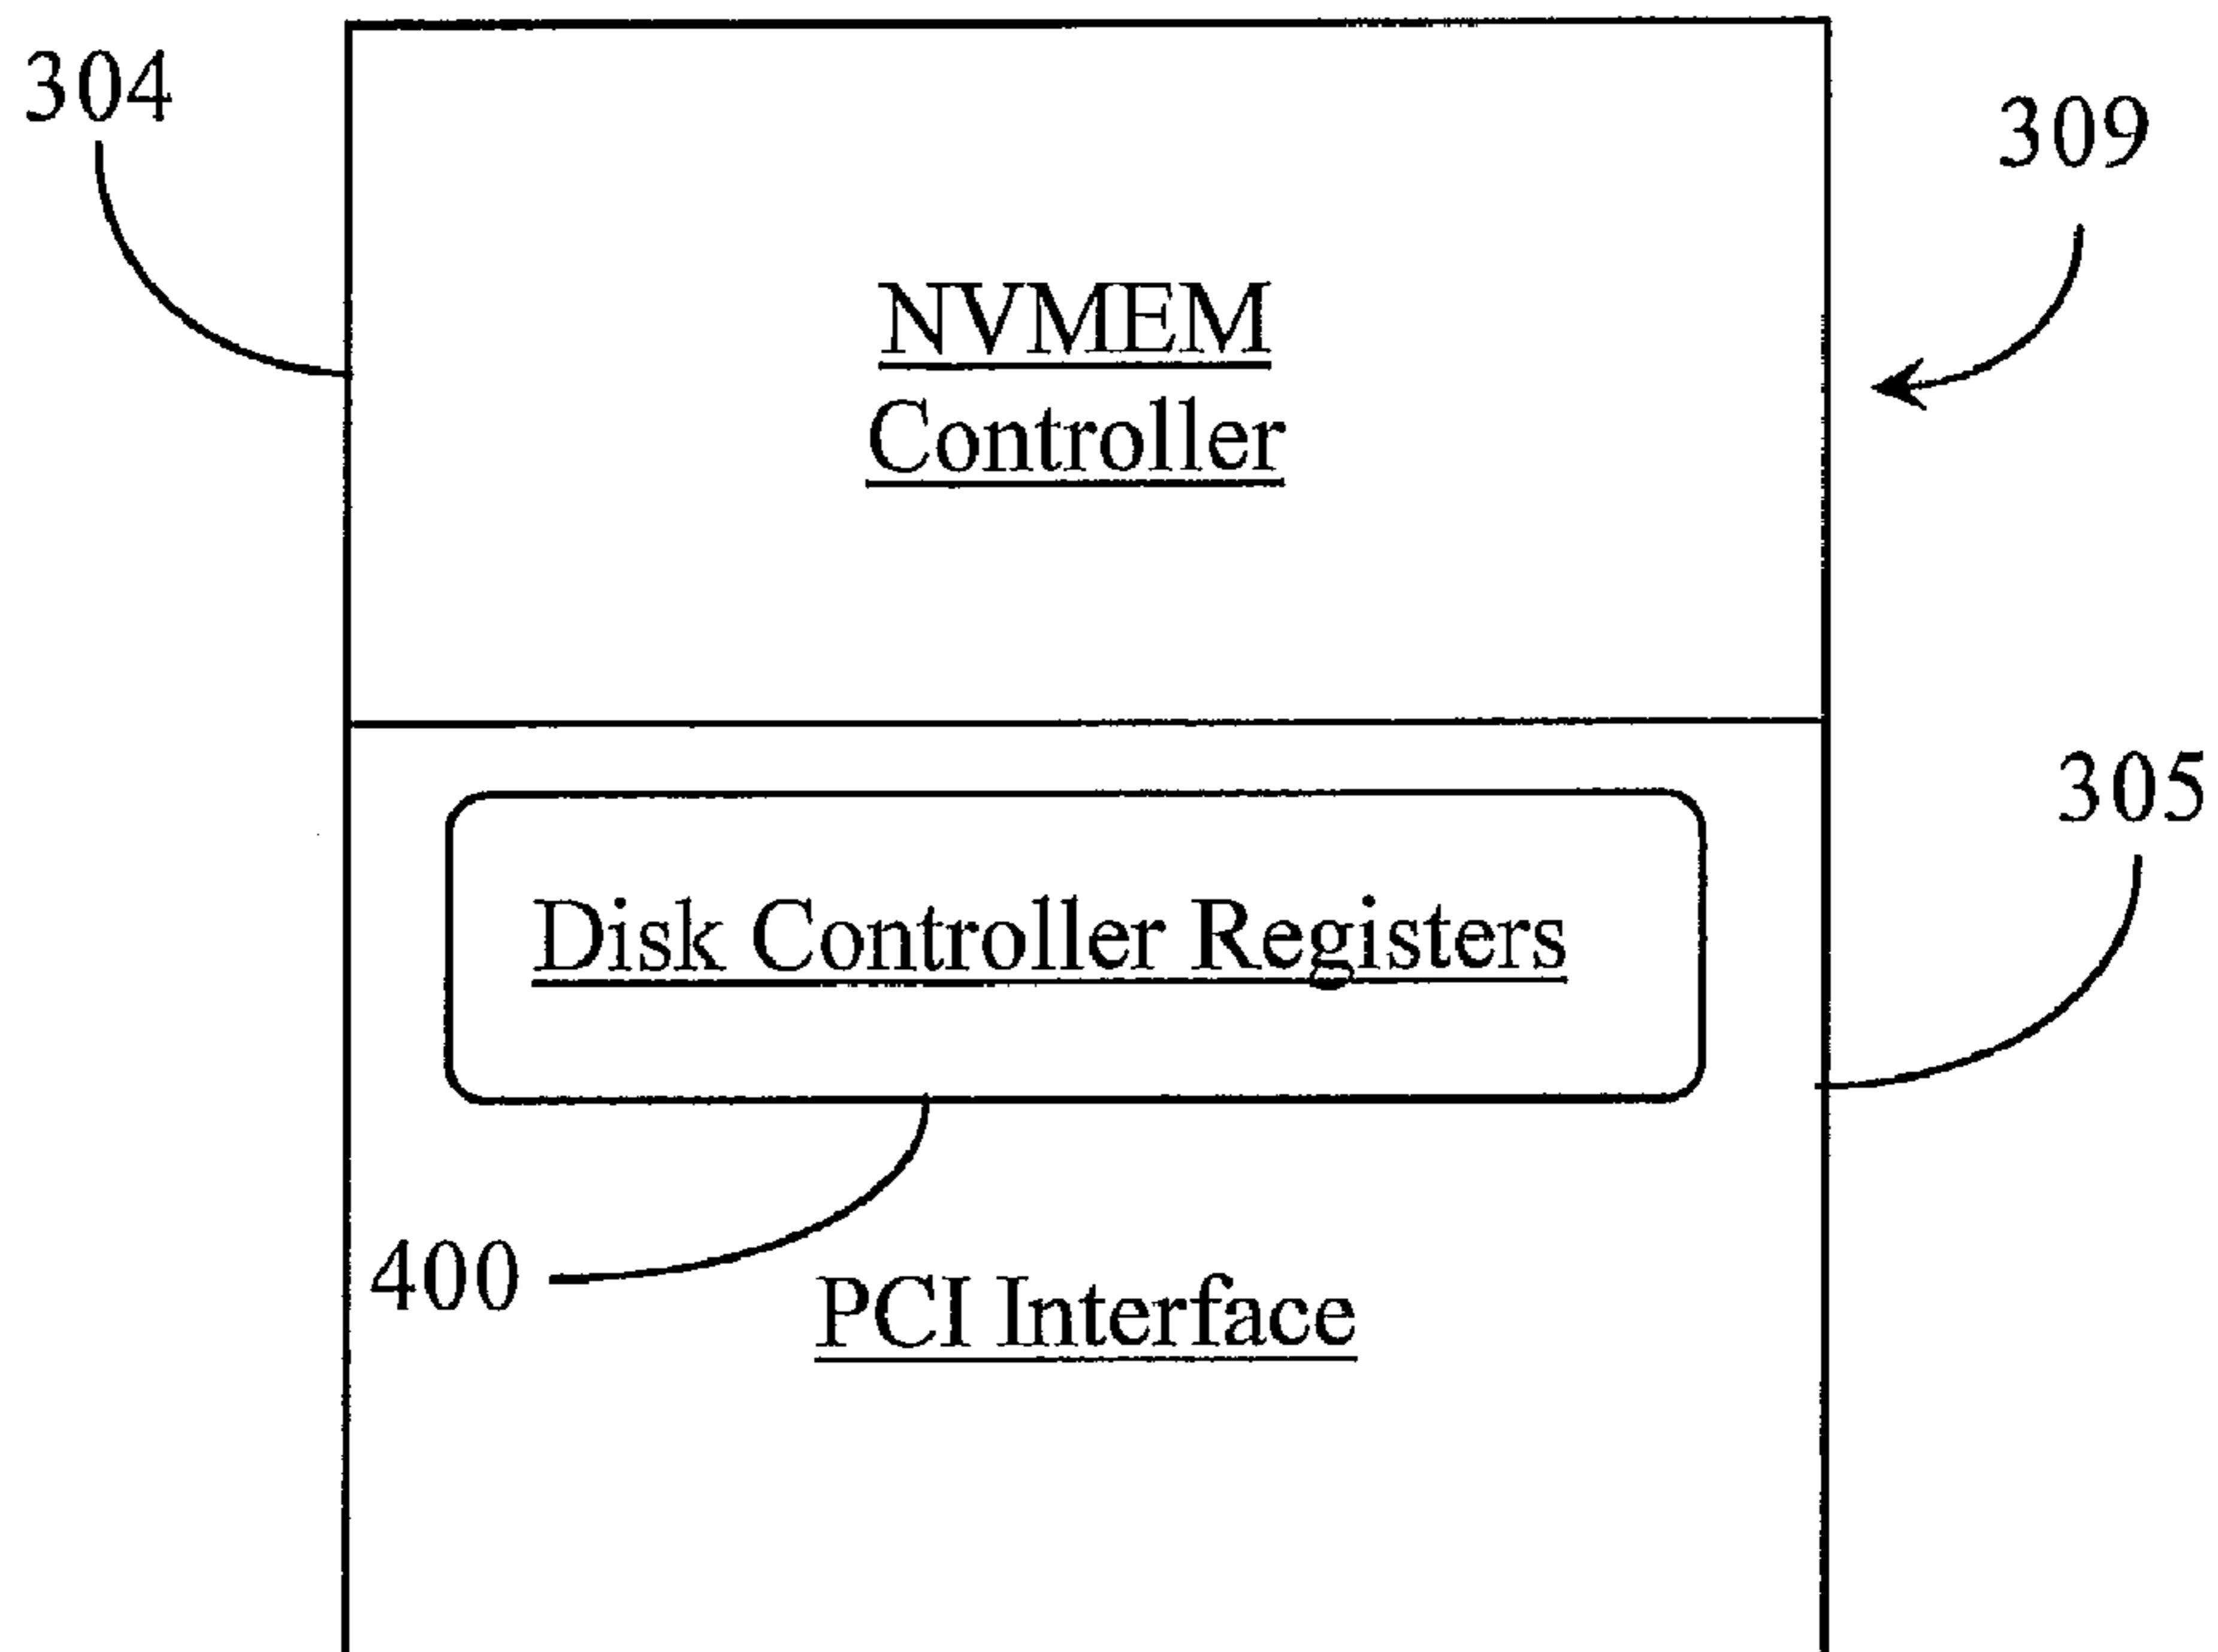 304
309
NVMEM
Controller
305
Disk Controller Registers
400
PCI Interface